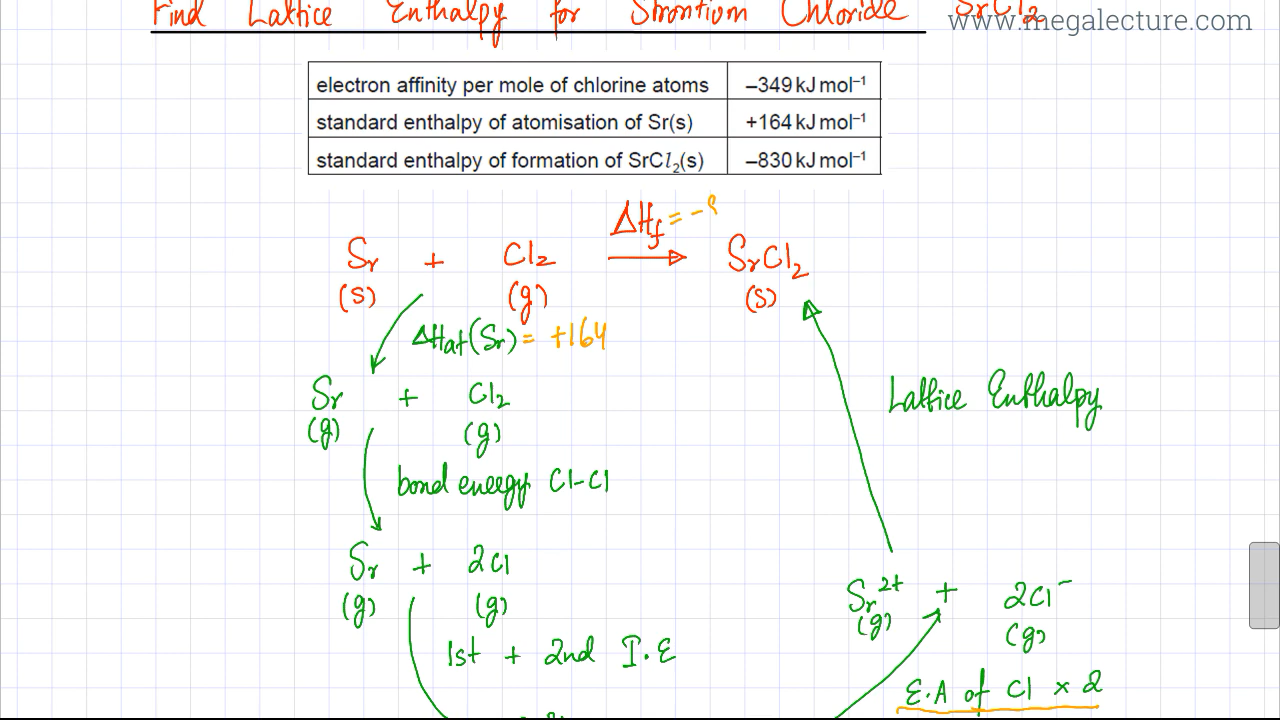 Find Lattice Enthalpy for Strontium Chloride SrCl2
www.megalecture.com
electron affinity per mole of chlorine atoms –349 kJ mol⁻¹
standard enthalpy of atomisation of Sr(s) +164 kJ mol⁻¹
standard enthalpy of formation of SrCl₂(s) –830 kJ mol⁻¹
ΔHf = -
Sr + Cl₂ → SrCl₂
(s) (g) (s)
ΔHat(Sr) = +164
Sr + Cl₂
(g) (g)
Lattice Enthalpy
bond energy Cl-Cl
Sr + 2Cl
(g) (g)
Sr²⁺ + 2Cl⁻
(g) (g)
1st + 2nd I.E
E.A of Cl × 2